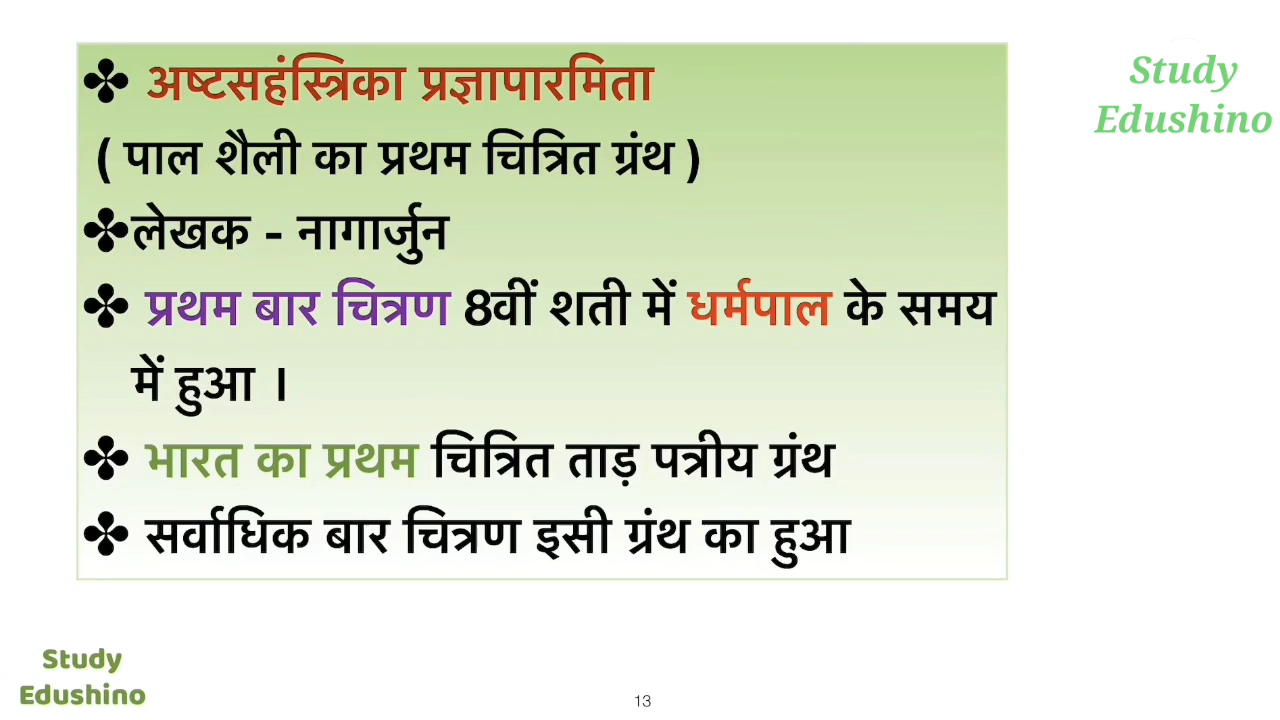 ✤ अष्टसहंस्त्रिका प्रज्ञापारमिता
( पाल शैली का प्रथम चित्रित ग्रंथ )
✤लेखक - नागार्जुन
✤ प्रथम बार चित्रण 8वीं शती में धर्मपाल के समय
में हुआ ।
✤ भारत का प्रथम चित्रित ताड़ पत्रीय ग्रंथ
✤ सर्वाधिक बार चित्रण इसी ग्रंथ का हुआ
Study
Edushino
Study
Edushino
13